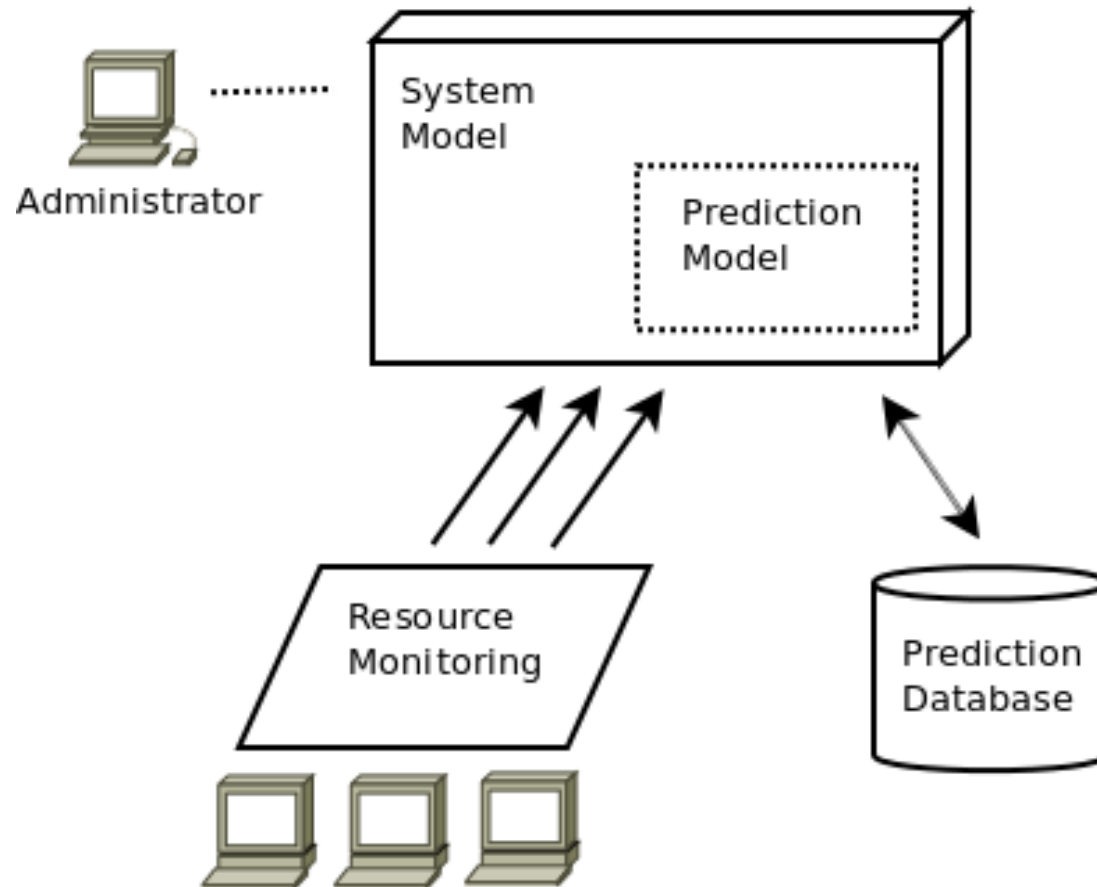 System
Model
Administrator
Prediction
Model
Resource
Monitoring
Prediction
Database